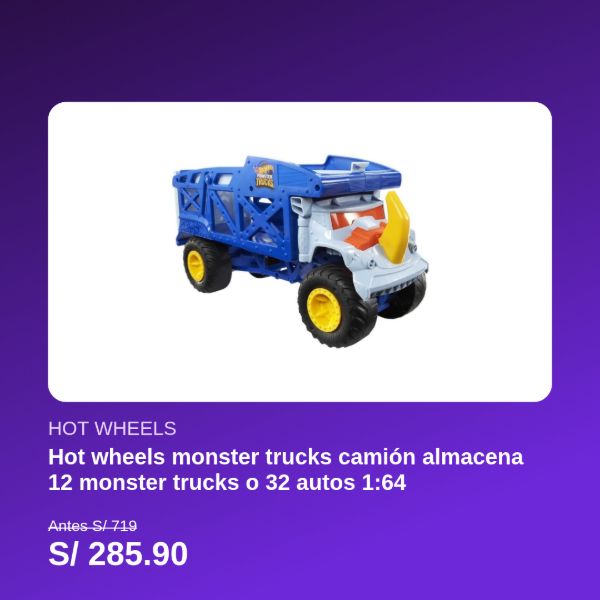 HOT WHEELS
Hot wheels monster trucks camión almacena
12 monster trucks o 32 autos 1:64
Antes S/ 719
S/ 285.90